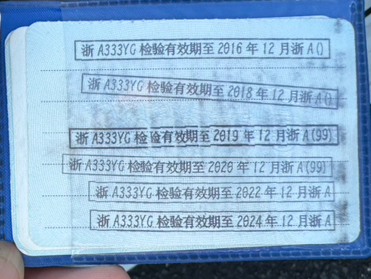 浙 A333YG 检验有效期至 2016 年 12 月浙 A()
浙 A333YG 检验有效期至 2018 年 12 月浙 A()
浙 A333YG 检验有效期至 2019 年 12 月浙 A(99)
浙 A333YG 检验有效期至 2020 年 12 月浙 A(99)
浙 A333YG 检验有效期至 2022 年 12 月浙 A
浙 A333YG 检验有效期至 2024 年 12 月浙 A